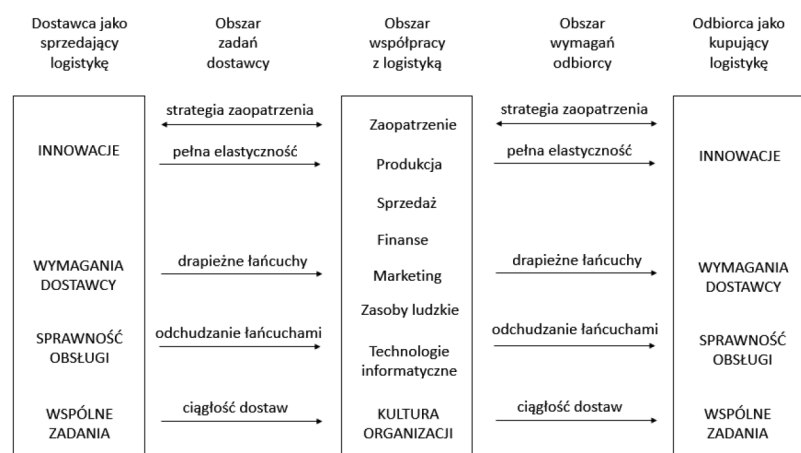 Dostawca jako
sprzedający
logistykę
Obszar
zadań
dostawcy
Obszar
współpracy
z logistyką
Obszar
wymagań
odbiorcy
Odbiorca jako
kupujący
logistykę
INNOWACJE
WYMAGANIA
DOSTAWCY
SPRAWNOŚĆ
OBSŁUGI
WSPÓLNE
ZADANIA
strategia zaopatrzenia
pełna elastyczność
drapieżne łańcuchy
odchudzanie łańcuchami
ciągłość dostaw
Zaopatrzenie
Produkcja
Sprzedaż
Finanse
Marketing
Zasoby ludzkie
Technologie
informatyczne
KULTURA
ORGANIZACJI
strategia zaopatrzenia
pełna elastyczność
drapieżne łańcuchy
odchudzanie łańcuchami
ciągłość dostaw
INNOWACJE
WYMAGANIA
DOSTAWCY
SPRAWNOŚĆ
OBSŁUGI
WSPÓLNE
ZADANIA